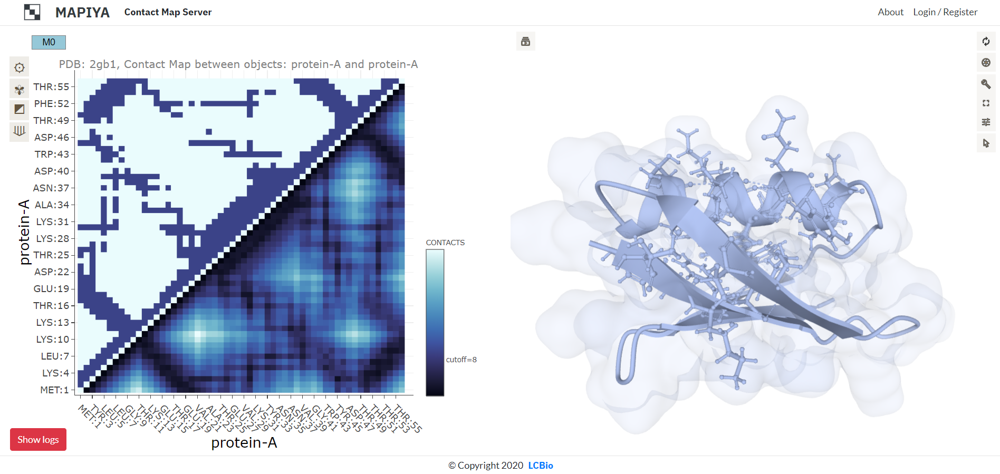 MAPIYA Contact Map Server About Login / Register
M0
PDB: 2gb1, Contact Map between objects: protein-A and protein-A
THR:55
PHE:52
THR:49
ASP:46
TRP:43
ASP:40
ASN:37
ALA:34
LYS:31
LYS:28
THR:25
ASP:22
GLU:19
THR:16
LYS:13
LYS:10
LEU:7
LYS:4
MET:1
protein-A
CONTACTS
cutoff=8
MET:1
TYR:3
LEU:5
LEU:7
GLY:9
THR:11
LYS:13
GLU:15
THR:17
GLU:19
VAL:21
ALA:23
THR:25
GLU:27
VAL:29
LYS:31
TYR:33
ASN:35
ASN:37
VAL:39
GLY:41
TRP:43
TYR:45
ASP:47
THR:49
THR:51
THR:53
THR:55
protein-A
Show logs
© Copyright 2020 LCBio